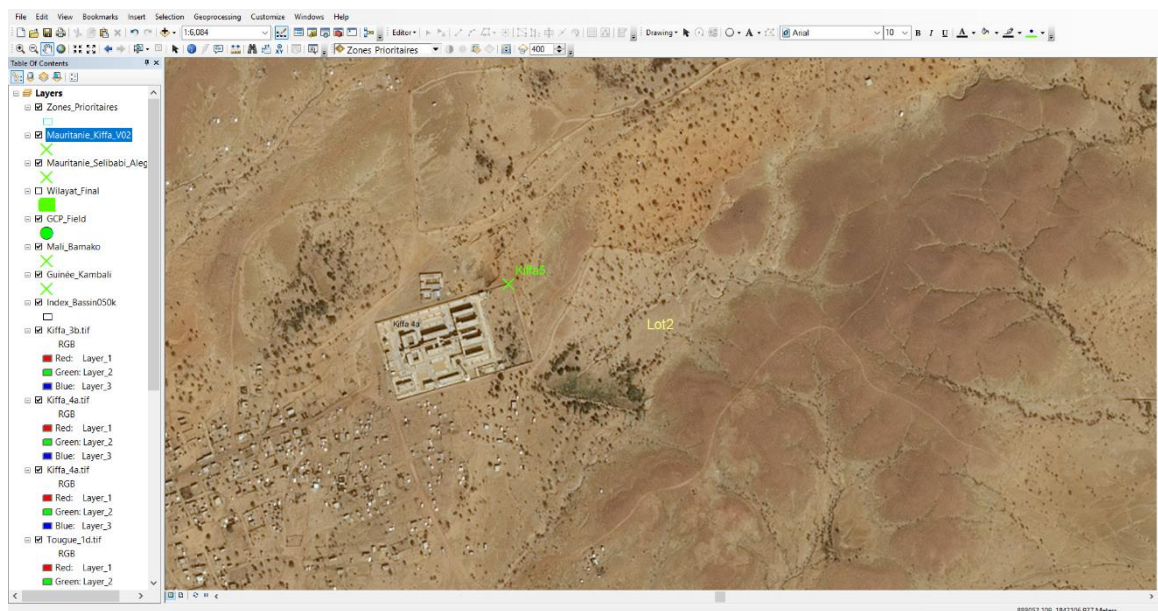 File Edit View Bookmarks Insert Selection Geoprocessing Customize Windows Help
1:6,084
Editor
Drawing
Arial
10
B I U A
Zones Prioritaires
400
Table Of Contents
Layers
Zones_Prioritaires
Mauritanie_Kiffa_V02
Mauritanie_Selibabi_Aleg
Wilayat_Final
GCP_Field
Mali_Bamako
Guinée_Kambali
Index_Bassin050k
Kiffa_3b.tif
RGB
Red: Layer_1
Green: Layer_2
Blue: Layer_3
Kiffa_4a.tif
RGB
Red: Layer_1
Green: Layer_2
Blue: Layer_3
Kiffa_4a.tif
RGB
Red: Layer_1
Green: Layer_2
Blue: Layer_3
Tougue_1d.tif
RGB
Red: Layer_1
Green: Layer_2
Kiffa5
Kiffa 4a
Lot2